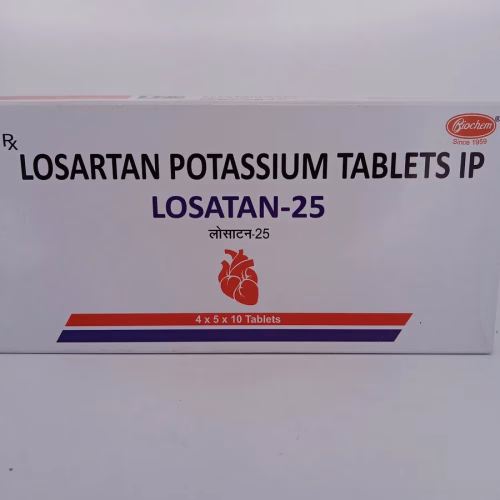 Rx
LOSARTAN POTASSIUM TABLETS IP
LOSATAN-25
लोसाटन-25
4 x 5 x 10 Tablets
Biochem ®
Since 1959